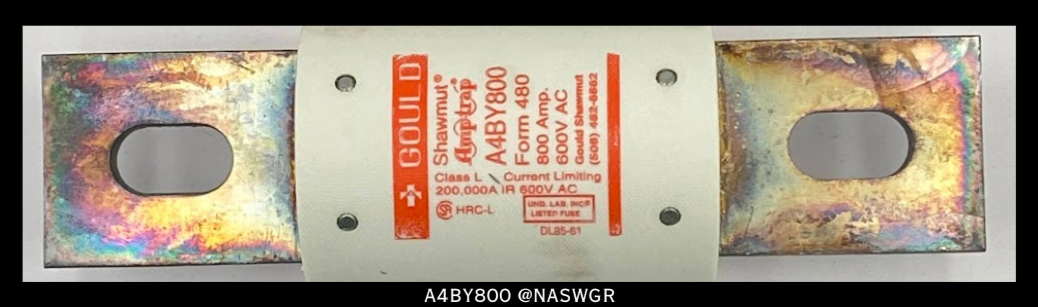 GOULD
Shawmut®
Amp-trap®
A4BY800
Form 480
800 Amp.
600V AC
Gould Shawmut
(508) 462-6662
Class L Current Limiting
200,000A IR 600V AC
HRC-L
UND. LAB. INC.®
LISTED FUSE
DL85-61
A4BY800 @NASWGR